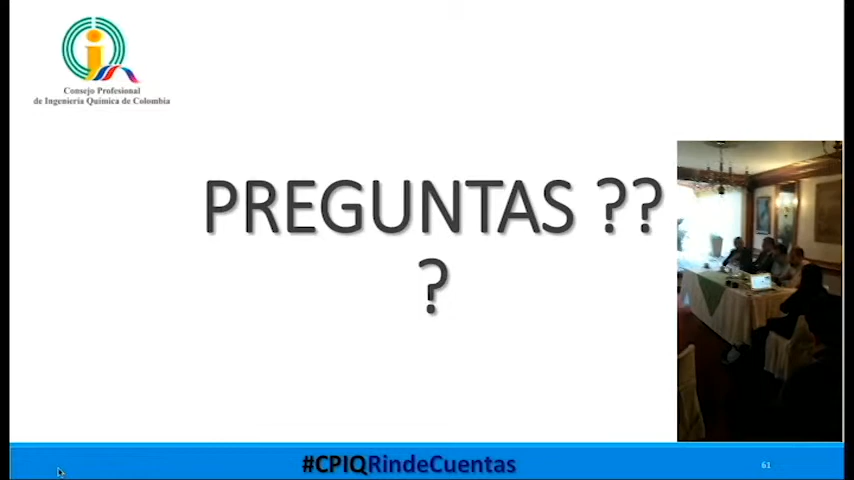 Consejo Profesional
de Ingeniería Química de Colombia
PREGUNTAS ??
?
#CPIQRindeCuentas
61